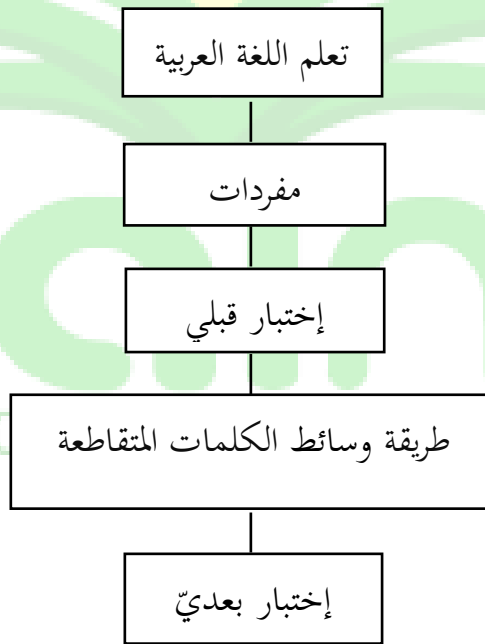 تعلم اللغة العربية
مفردات
إختبار قبلي
طريقة وسائط الكلمات المتقاطعة
إختبار بعديّ